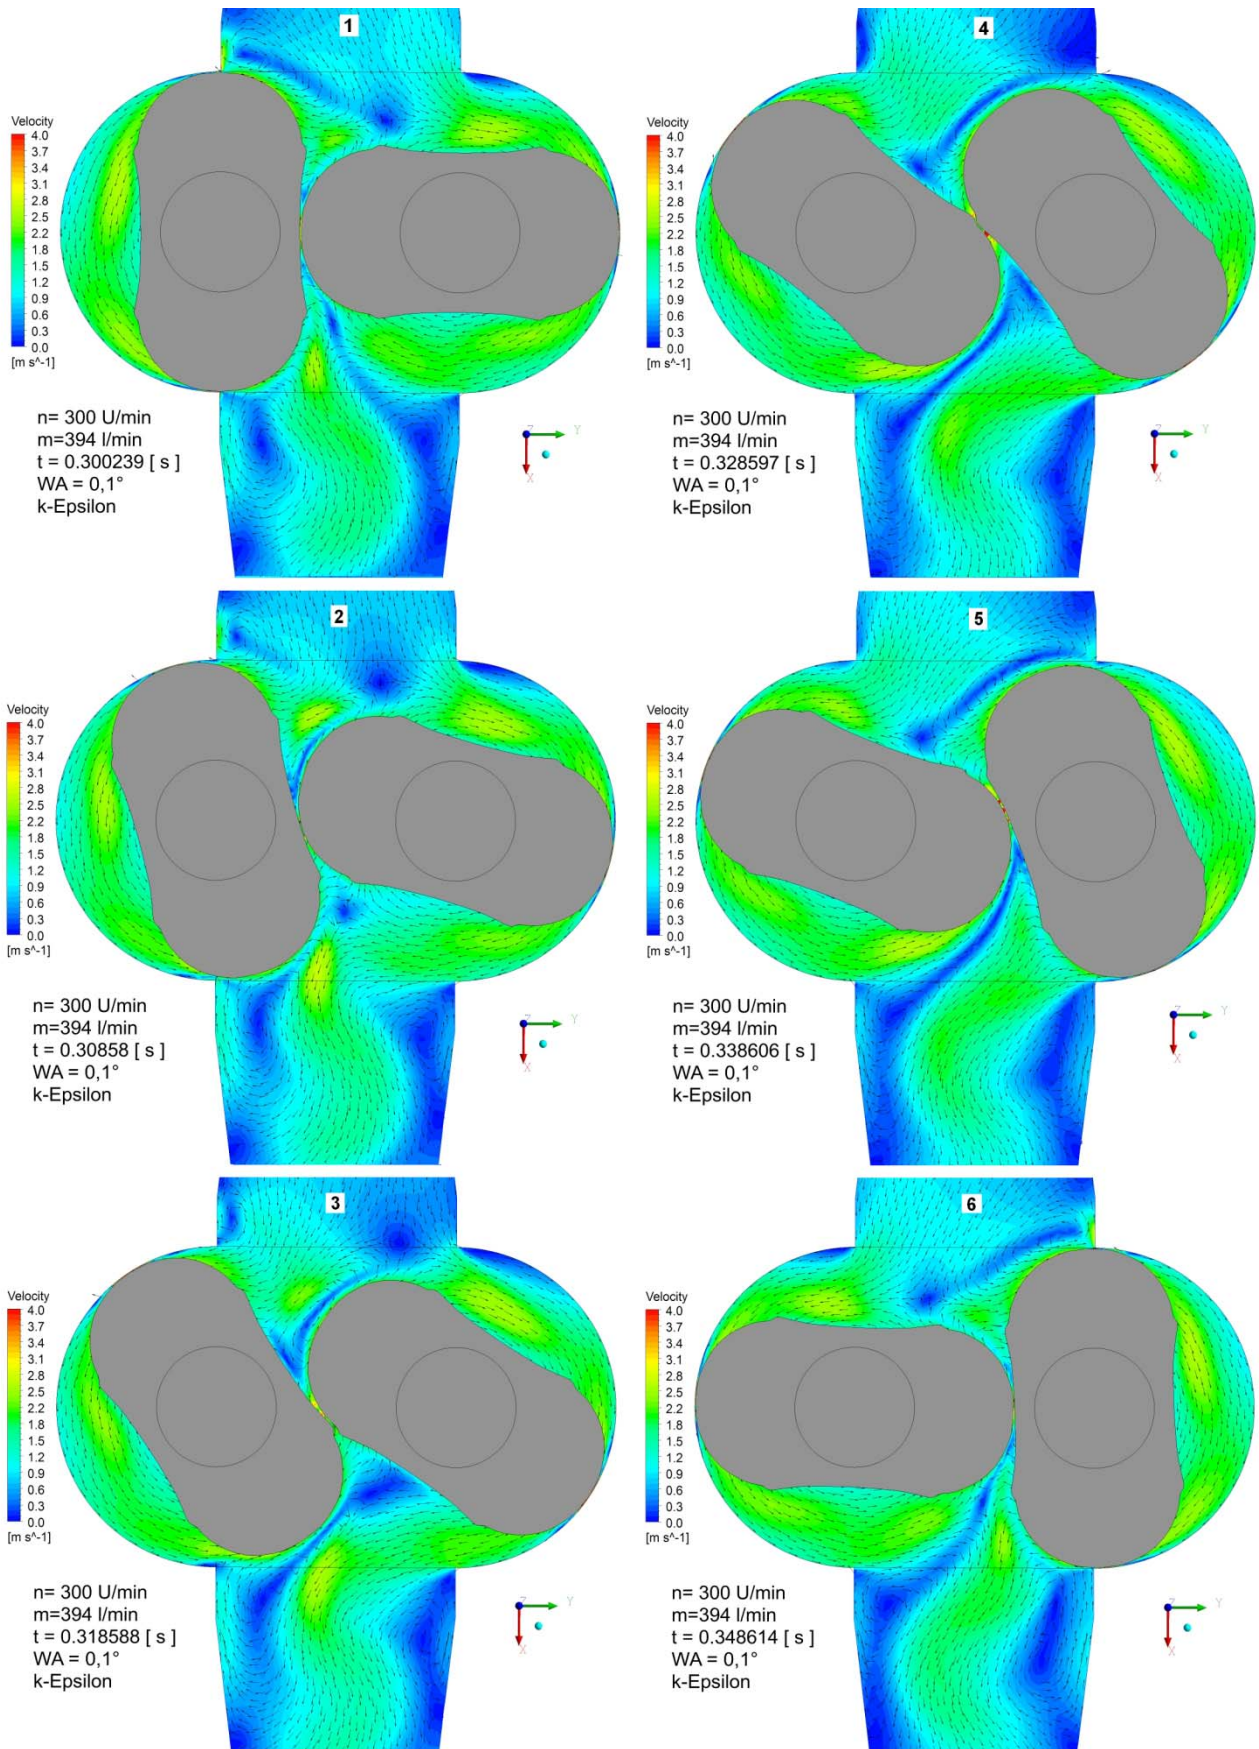 1
Velocity
4.0
3.7
3.4
3.1
2.8
2.5
2.2
1.8
1.5
1.2
0.9
0.6
0.3
0.0
[m s^-1]
n= 300 U/min
m=394 l/min
t = 0.300239 [ s ]
WA = 0,1°
k-Epsilon
Z
Y
X
2
Velocity
4.0
3.7
3.4
3.1
2.8
2.5
2.2
1.8
1.5
1.2
0.9
0.6
0.3
0.0
[m s^-1]
n= 300 U/min
m=394 l/min
t = 0.30858 [ s ]
WA = 0,1°
k-Epsilon
Z
Y
X
3
Velocity
4.0
3.7
3.4
3.1
2.8
2.5
2.2
1.8
1.5
1.2
0.9
0.6
0.3
0.0
[m s^-1]
n= 300 U/min
m=394 l/min
t = 0.318588 [ s ]
WA = 0,1°
k-Epsilon
Z
Y
X
4
Velocity
4.0
3.7
3.4
3.1
2.8
2.5
2.2
1.8
1.5
1.2
0.9
0.6
0.3
0.0
[m s^-1]
n= 300 U/min
m=394 l/min
t = 0.328597 [ s ]
WA = 0,1°
k-Epsilon
Z
Y
X
5
Velocity
4.0
3.7
3.4
3.1
2.8
2.5
2.2
1.8
1.5
1.2
0.9
0.6
0.3
0.0
[m s^-1]
n= 300 U/min
m=394 l/min
t = 0.338606 [ s ]
WA = 0,1°
k-Epsilon
Z
Y
X
6
Velocity
4.0
3.7
3.4
3.1
2.8
2.5
2.2
1.8
1.5
1.2
0.9
0.6
0.3
0.0
[m s^-1]
n= 300 U/min
m=394 l/min
t = 0.348614 [ s ]
WA = 0,1°
k-Epsilon
Z
Y
X